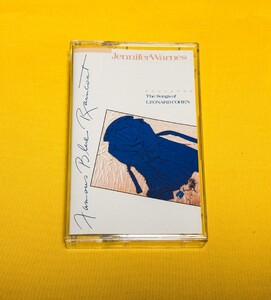 Jennifer Warnes
The Songs of
LEONARD COHEN
Famous Blue Raincoat